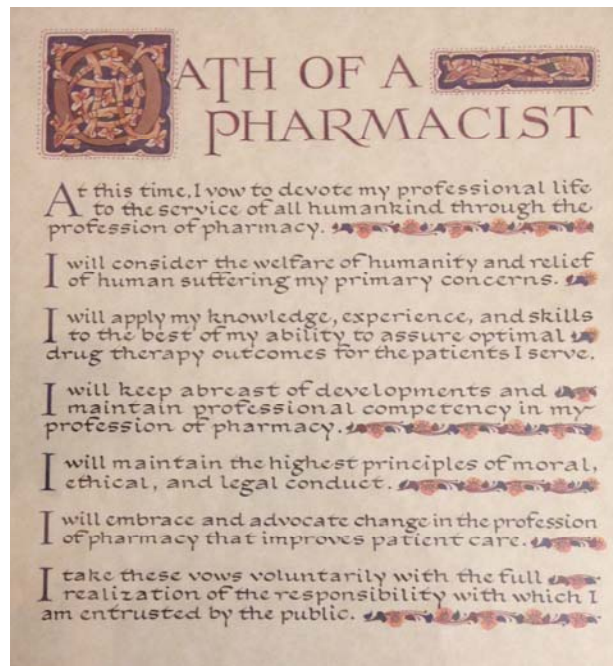 OATH OF A
PHARMACIST
At this time, I vow to devote my professional life
to the service of all humankind through the
profession of pharmacy.
I will consider the welfare of humanity and relief
of human suffering my primary concerns.
I will apply my knowledge, experience, and skills
to the best of my ability to assure optimal
drug therapy outcomes for the patients I serve.
I will keep abreast of developments and
maintain professional competency in my
profession of pharmacy.
I will maintain the highest principles of moral,
ethical, and legal conduct.
I will embrace and advocate change in the profession
of pharmacy that improves patient care.
I take these vows voluntarily with the full
realization of the responsibility with which I
am entrusted by the public.